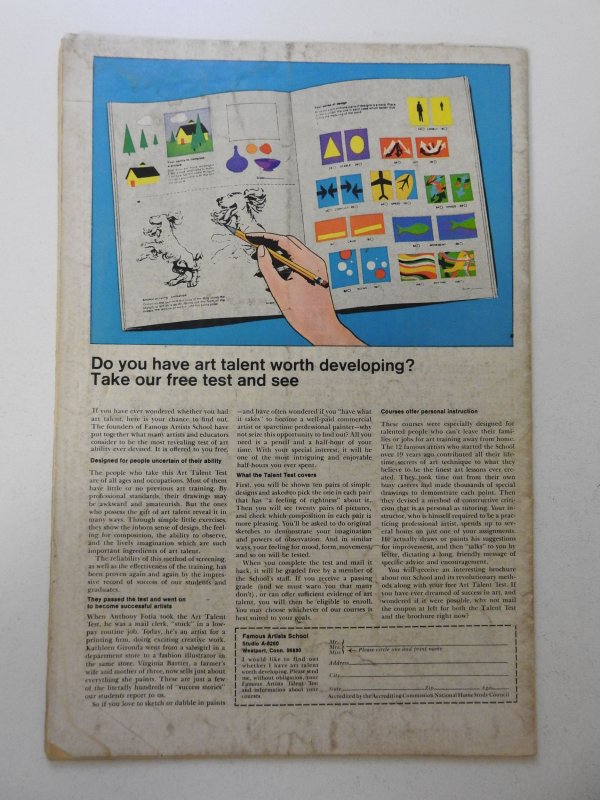 Do you have art talent worth developing?
Take our free test and see
If you have ever wondered whether you had
art talent, here is your chance to find out.
The founders of Famous Artists School have
put together what many artists and educators
consider to be the most revealing test of art
ability ever devised. It is offered to you free.
Designed for people uncertain of their ability
The people who take this Art Talent Test
are of all ages and occupations. Most of them
have little or no previous art training. By
professional standards, their drawings may
be awkward and amateurish. But the ones
who possess the gift of art talent reveal it in
many ways. Through simple little exercises,
they show the inborn sense of design, the feel-
ing for composition, the ability to observe,
and the lively imagination which are such
important ingredients of art talent.
The reliability of this method of screening,
as well as the effectiveness of the training, has
been proven again and again by the impres-
sive record of success of our students and
graduates.
They passed the test and went on
to become successful artists
When Anthony Fotia took the Art Talent
Test, he was a mail clerk, "stuck" in a low-
pay routine job. Today, he's an artist for a
printing firm, doing exciting creative work.
Kathleen Gironda went from a salesgirl in a
department store to a fashion illustrator in
the same store. Virginia Bartter, a farmer's
wife and mother of three, now sells just about
everything she paints. These are just a few
of the literally hundreds of "success stories"
our students report to us.
So if you love to sketch or dabble in paints
—and have often wondered if you "have what
it takes" to become a well-paid commercial
artist or sparetime professional painter—why
not seize this opportunity to find out? All you
need is a pencil and a half-hour of your
time. With your special interest, it will be
one of the most intriguing and enjoyable
half-hours you ever spent.
What the Talent Test covers
First, you will be shown ten pairs of simple
designs and asked to pick the one in each pair
that has "a feeling of rightness" about it.
Then you will see twenty pairs of pictures,
and check which composition in each pair is
more pleasing. You'll be asked to do original
sketches to demonstrate your imagination
and powers of observation. And in similar
ways, your feeling for mood, form, movement
and so on will be tested.
When you complete the test and mail it
back, it will be graded free by a member of
the School's staff. If you receive a passing
grade (and we must warn you that many
don't), or can offer sufficient evidence of art
talent, you will then be eligible to enroll.
You may choose whichever of our courses is
best suited to your goals.
Courses offer personal instruction
These courses were especially designed for
talented people who can't leave their fami-
lies or jobs for art training away from home.
The 12 famous artists who started the School
over 19 years ago contributed all their life-
time secrets of art technique to what they
believe to be the finest art lessons ever cre-
ated. They took time out from their own
busy careers and made thousands of special
drawings to demonstrate each point. Then
they devised a method of constructive criti-
cism that is as personal as tutoring. Your in-
structor, who is himself required to be a prac-
ticing professional artist, spends up to sev-
eral hours on just one of your assignments.
He actually draws or paints his suggestions
for improvement, and then "talks" to you by
letter, dictating a long, friendly message of
specific advice and encouragement.
You will receive an interesting brochure
about our School and its revolutionary meth-
ods along with your free Art Talent Test. If
you have ever dreamed of success in art, and
wondered if it were possible, why not mail
the coupon at left for both the Talent Test
and the brochure right now?
Famous Artists School
Studio A-8260
Westport, Conn. 06880
I would like to find out
whether I have art talent
worth developing. Please send
me, without obligation, your
Famous Artists Talent Test
and information about your
courses.
Mr.
Mrs.
Miss
Please circle one and print name
Address
City
State Zip Age
Accredited by the Accrediting Commission National Home Study Council